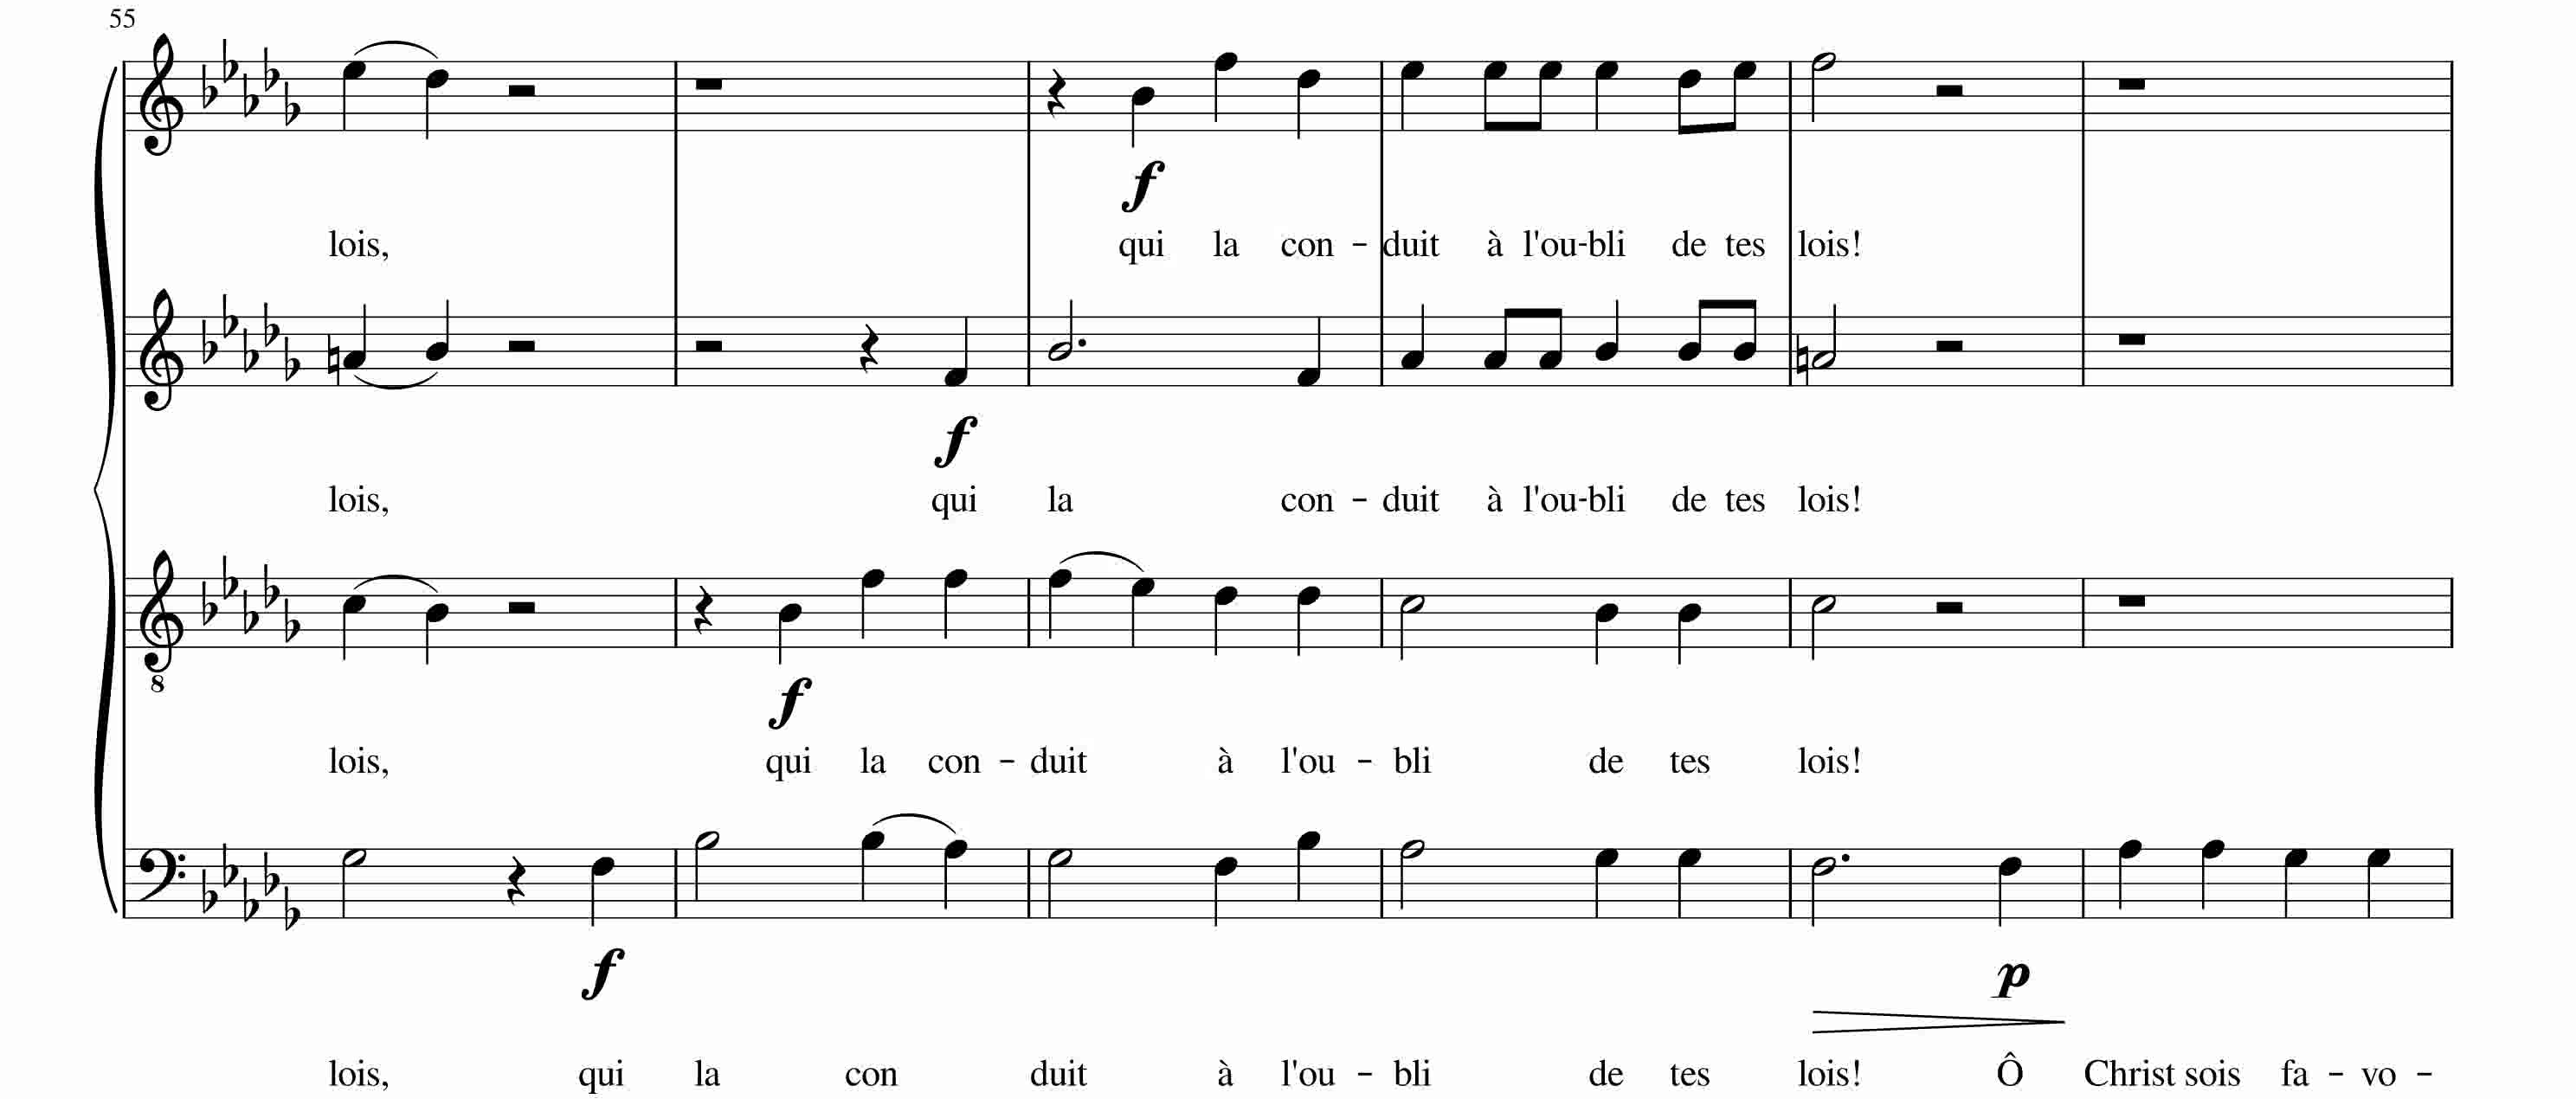 55
f
lois, qui la con - duit à l'ou - bli de tes lois!
f
lois, qui la con - duit à l'ou - bli de tes lois!
8
f
lois, qui la con - duit à l'ou - bli de tes lois!
f p
lois, qui la con duit à l'ou - bli de tes lois! Ô Christ sois fa - vo -